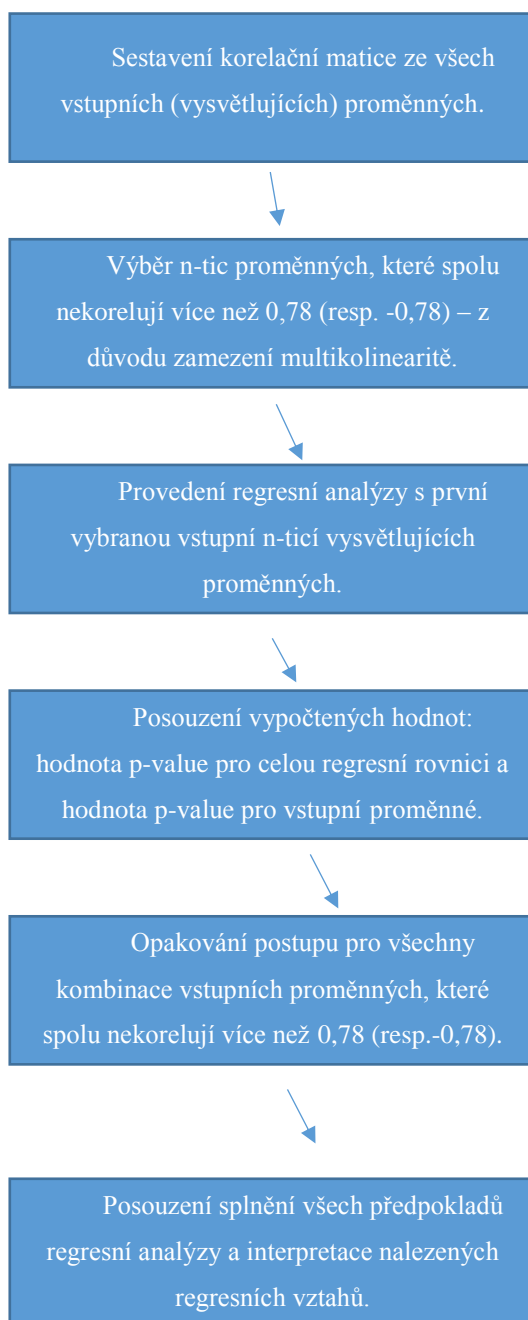 Sestavení korelační matice ze všech
vstupních (vysvětlujících) proměnných.
Výběr n-tic proměnných, které spolu
nekorelují více než 0,78 (resp. -0,78) – z
důvodu zamezení multikolinearitě.
Provedení regresní analýzy s první
vybranou vstupní n-ticí vysvětlujících
proměnných.
Posouzení vypočtených hodnot:
hodnota p-value pro celou regresní rovnici a
hodnota p-value pro vstupní proměnné.
Opakování postupu pro všechny
kombinace vstupních proměnných, které
spolu nekorelují více než 0,78 (resp.-0,78).
Posouzení splnění všech předpokladů
regresní analýzy a interpretace nalezených
regresních vztahů.